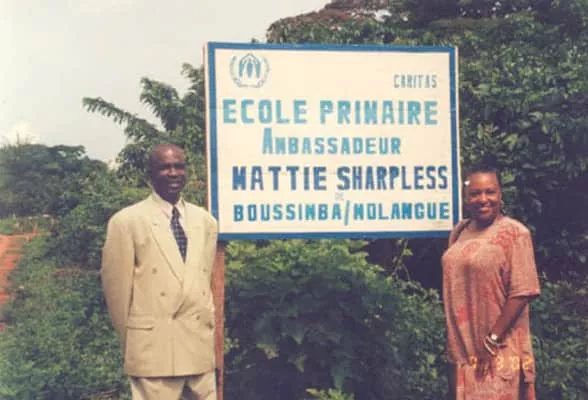 CARITAS
ECOLE PRIMAIRE
AMBASSADEUR
MATTIE SHARPLESS
DE
BOUSSIMBA/MOLANGUE